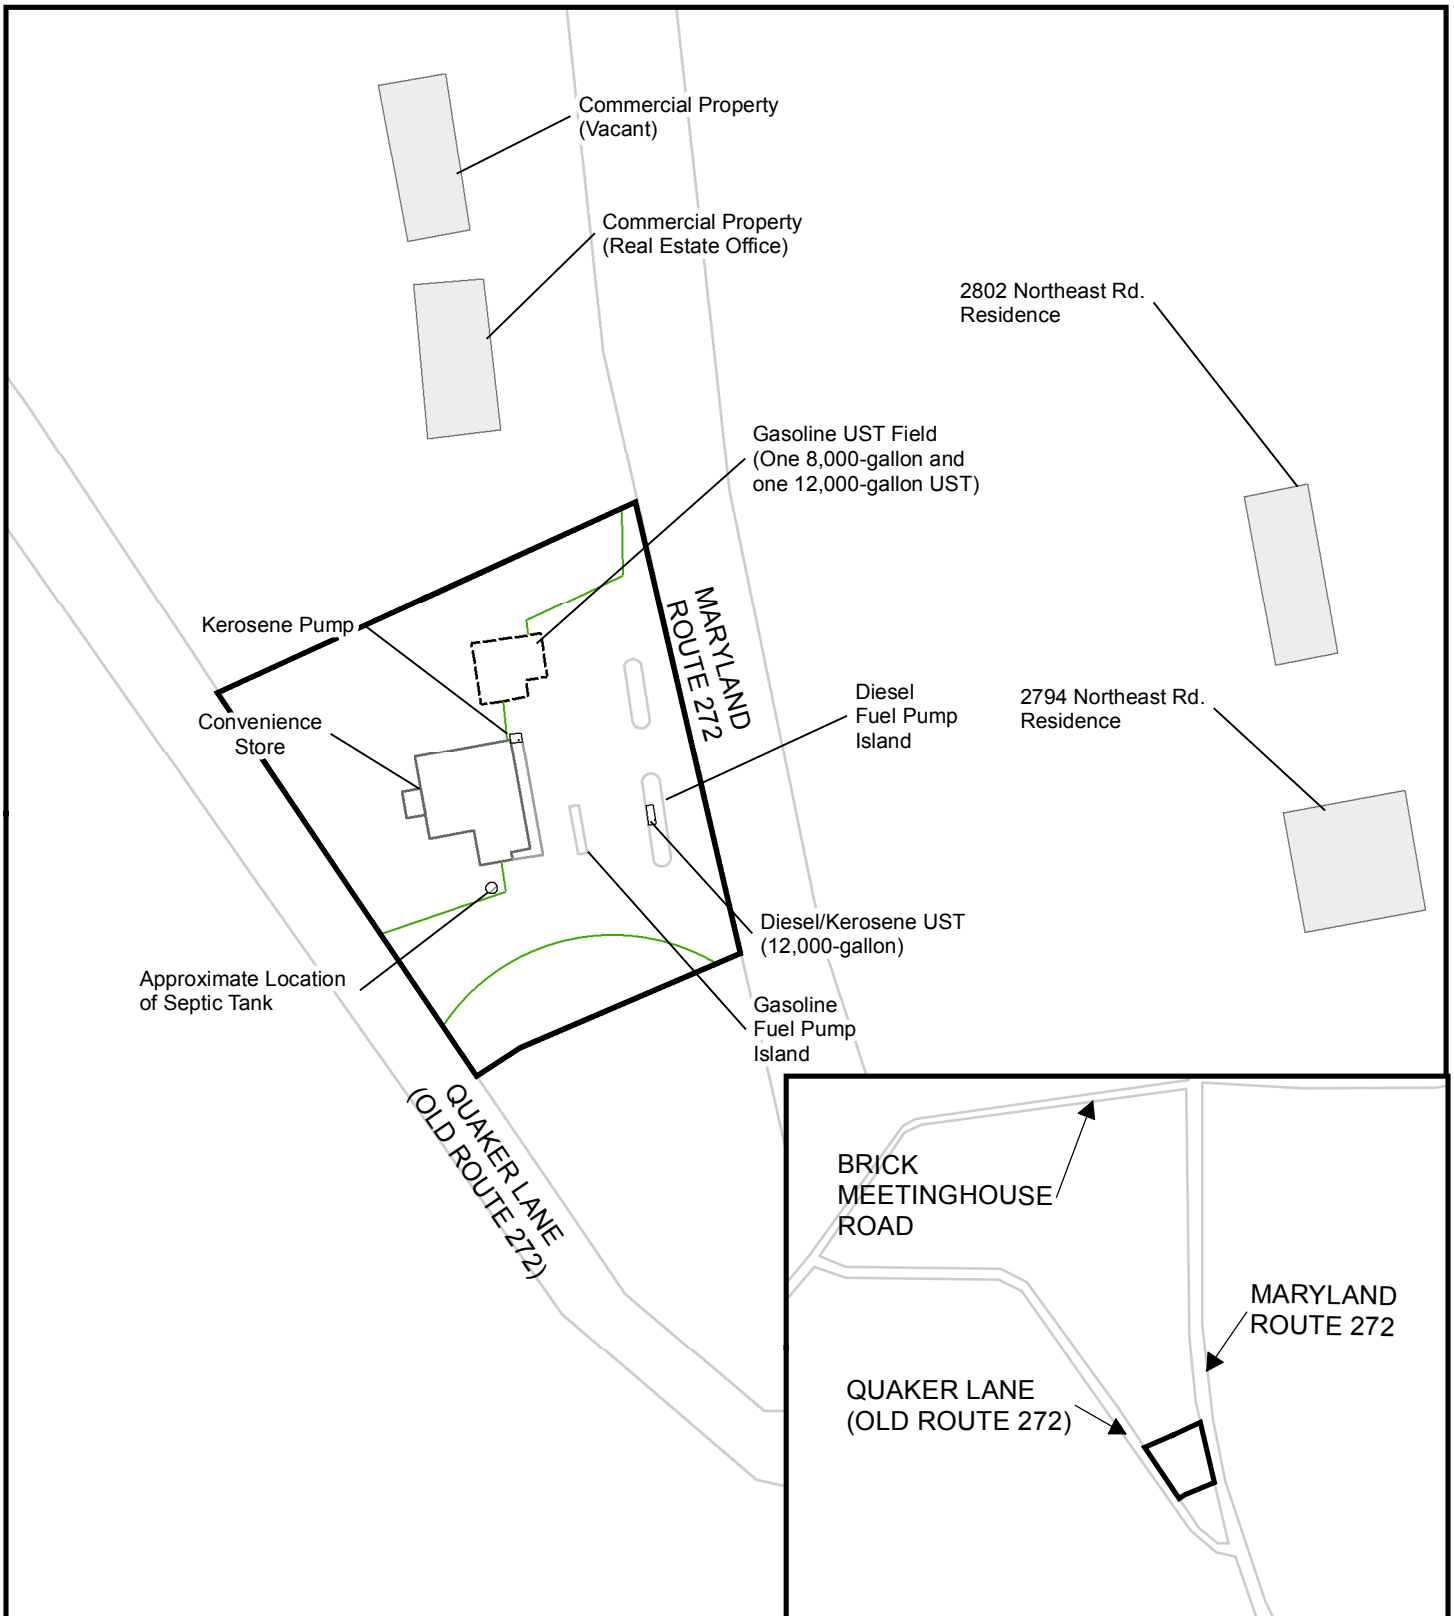 Commercial Property
(Vacant)
Commercial Property
(Real Estate Office)
2802 Northeast Rd.
Residence
Gasoline UST Field
(One 8,000-gallon and
one 12,000-gallon UST)
Kerosene Pump
MARYLAND
ROUTE 272
Convenience
Store
Diesel
Fuel Pump
Island
2794 Northeast Rd.
Residence
Diesel/Kerosene UST
(12,000-gallon)
Approximate Location
of Septic Tank
Gasoline
Fuel Pump
Island
QUAKER LANE
(OLD ROUTE 272)
BRICK
MEETINGHOUSE
ROAD
MARYLAND
ROUTE 272
QUAKER LANE
(OLD ROUTE 272)